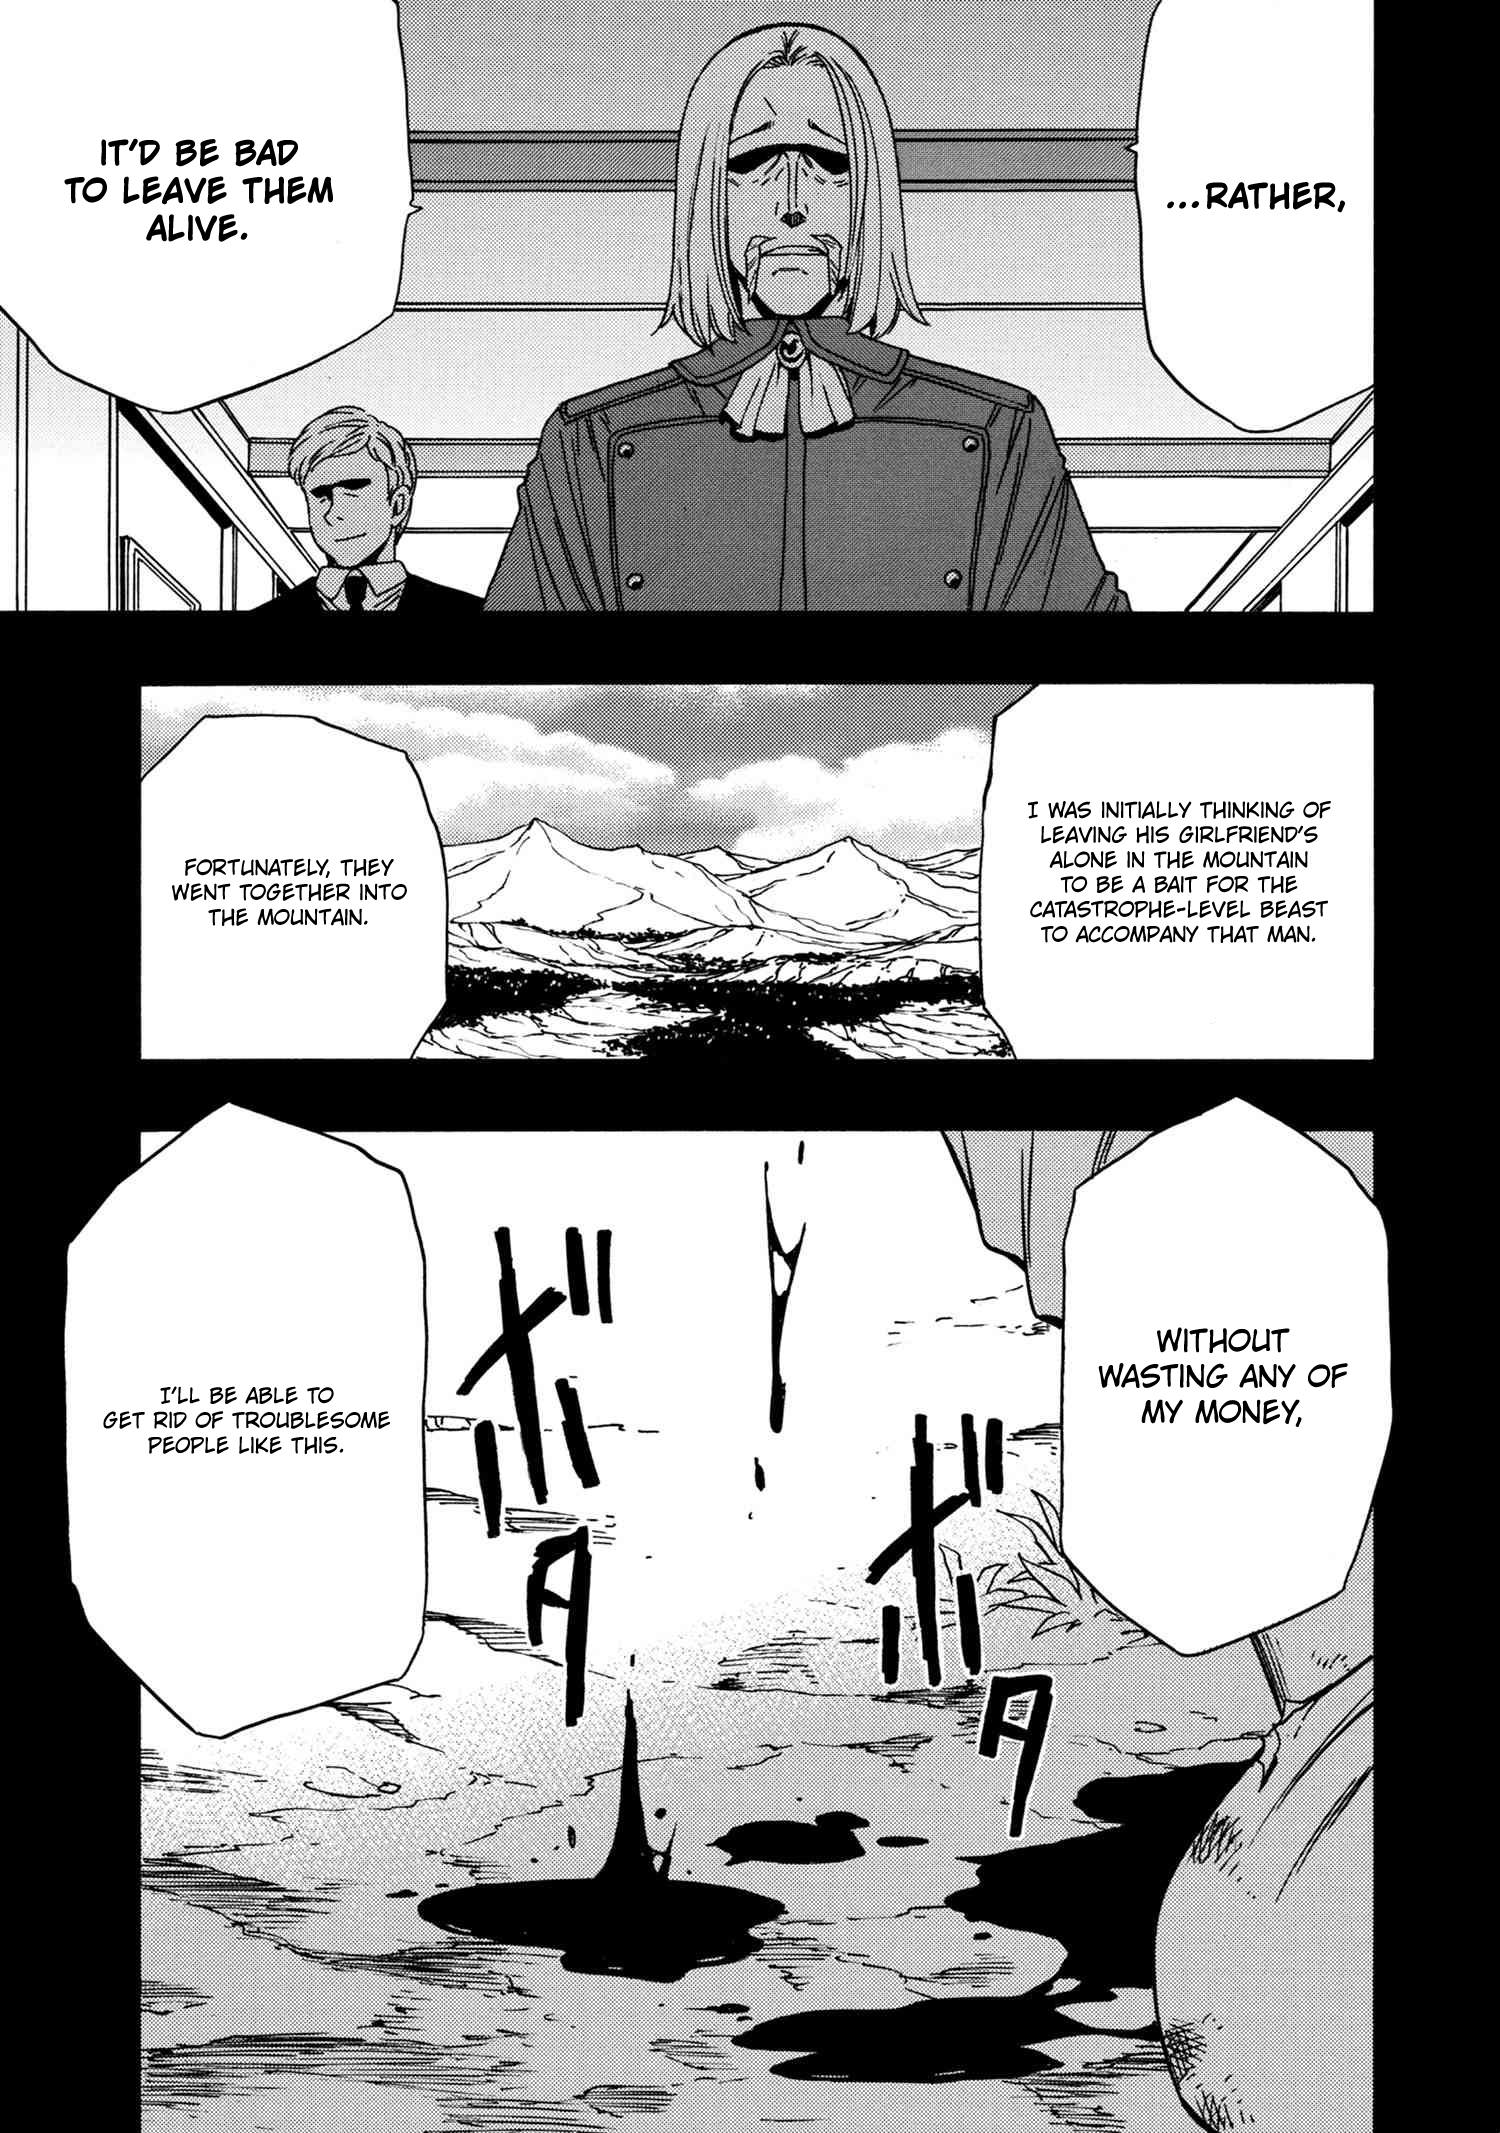 ...RATHER,
IT'D BE BAD
TO LEAVE THEM
ALIVE.
I WAS INITIALLY THINKING OF
LEAVING HIS GIRLFRIEND'S
ALONE IN THE MOUNTAIN
TO BE A BAIT FOR THE
CATASTROPHE-LEVEL BEAST
TO ACCOMPANY THAT MAN.
FORTUNATELY, THEY
WENT TOGETHER INTO
THE MOUNTAIN.
WITHOUT
WASTING ANY OF
MY MONEY,
I'LL BE ABLE TO
GET RID OF TROUBLESOME
PEOPLE LIKE THIS.
ボタ
ボタ